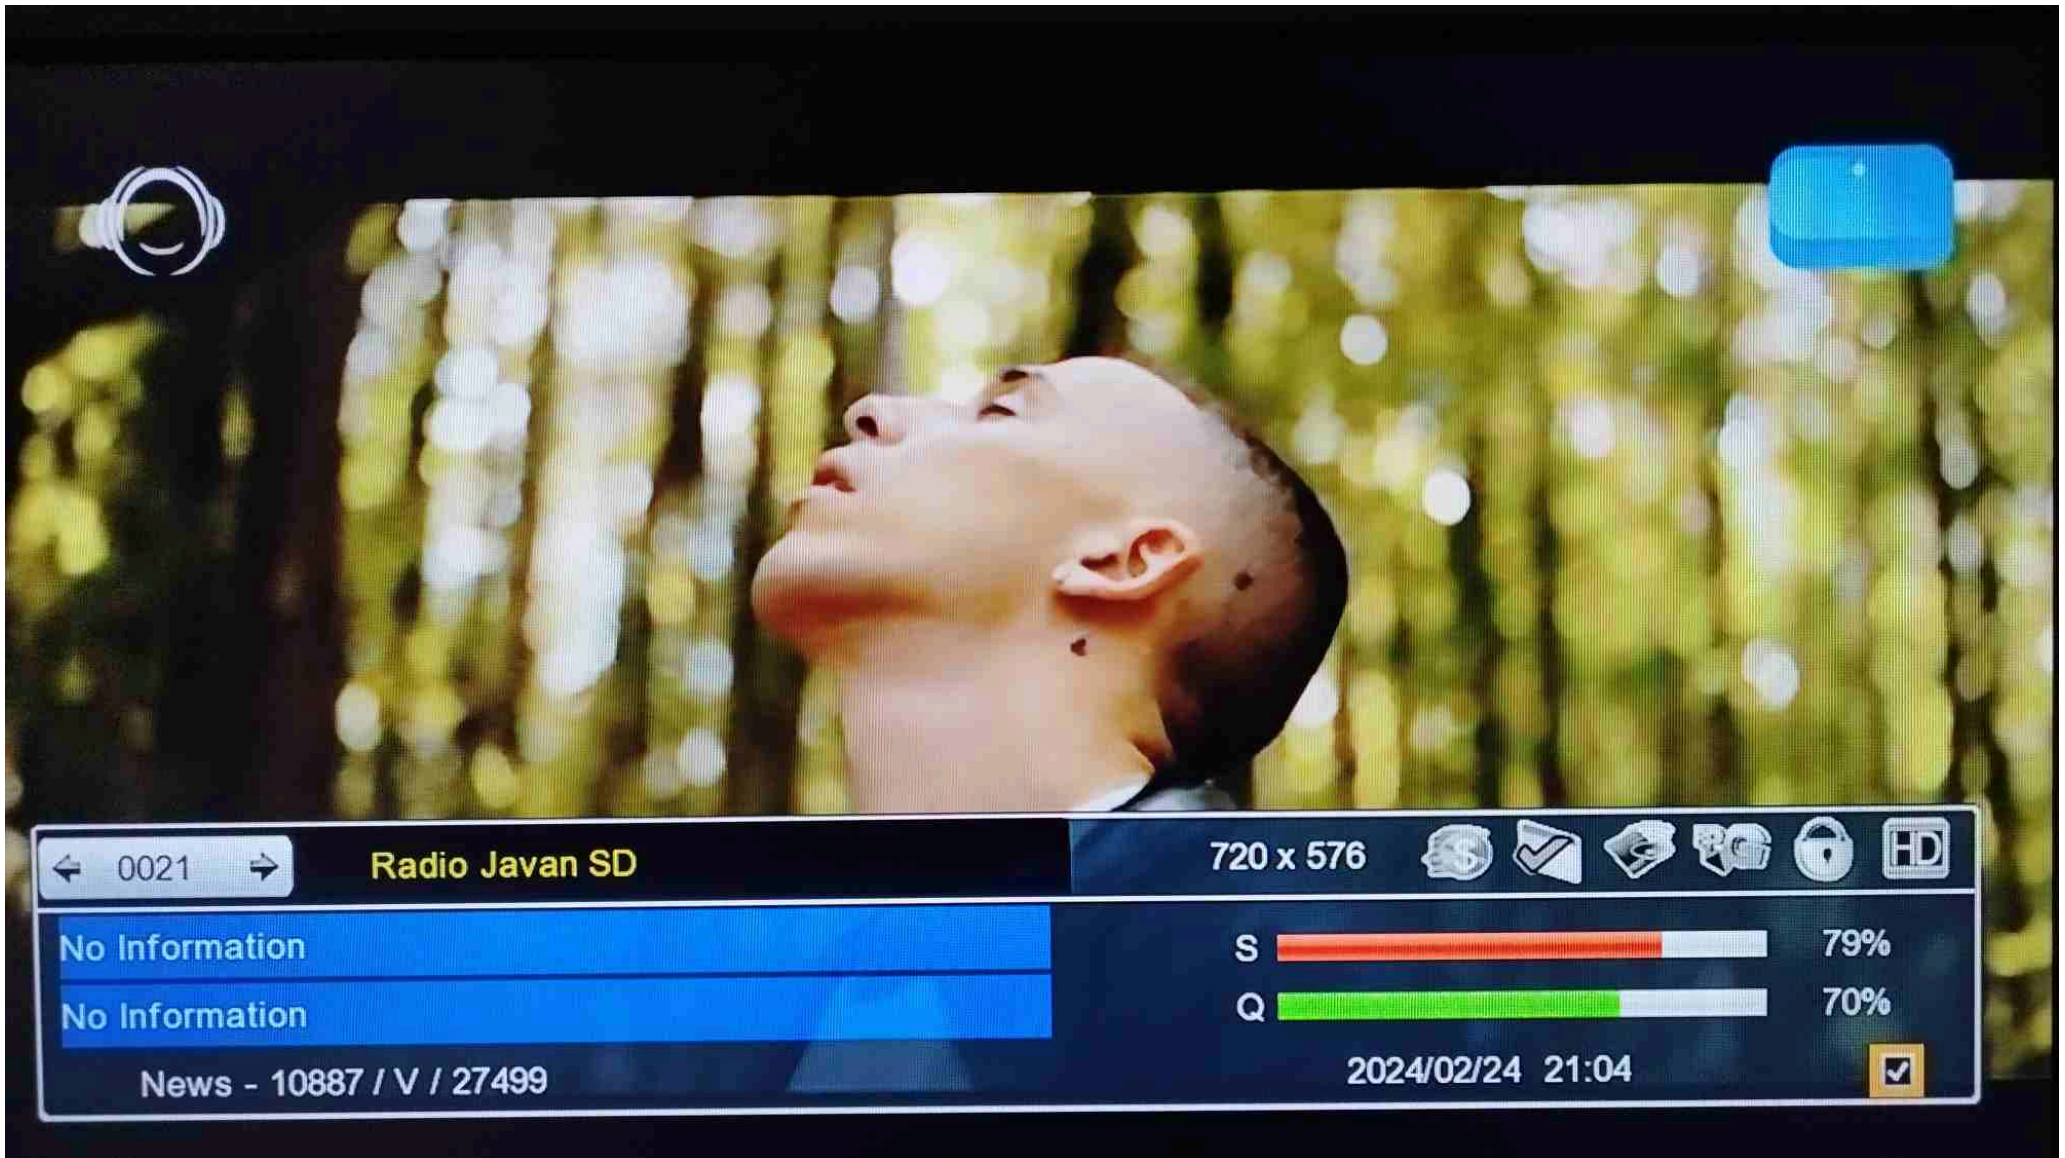 0021
Radio Javan SD
720 x 576
HD
No Information
S 79%
No Information
Q 70%
News - 10887 / V / 27499
2024/02/24 21:04